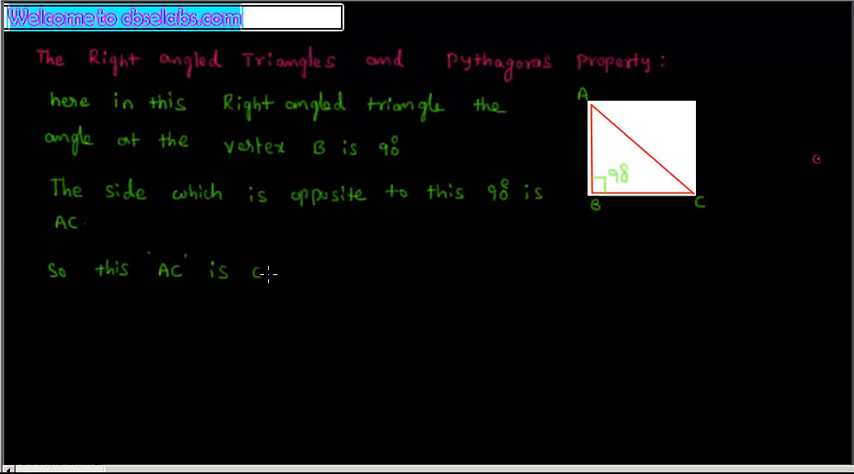 Welcome to cbselabs.com
The Right angled Triangles and Pythagoras Property:
here in this Right angled triangle the
angle at the vertex B is 90°
The side which is opposite to this 90° is
AC.
So this 'AC' is c
A
90°
B
C